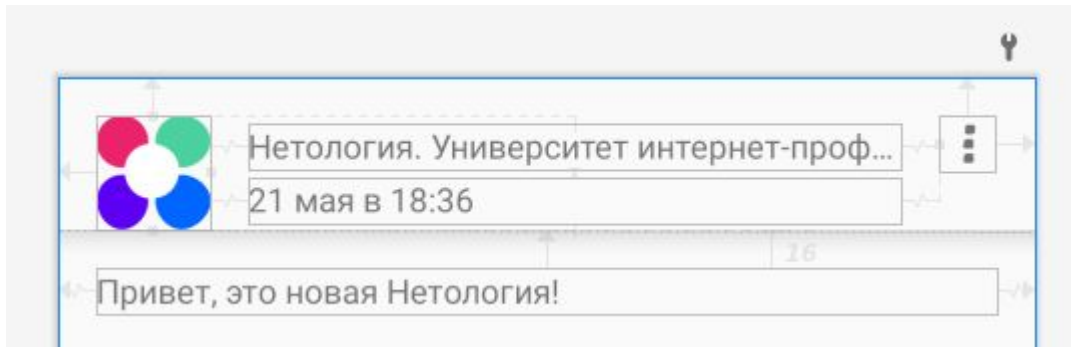 Нетология. Университет интернет-проф...
21 мая в 18:36
16
Привет, это новая Нетология!